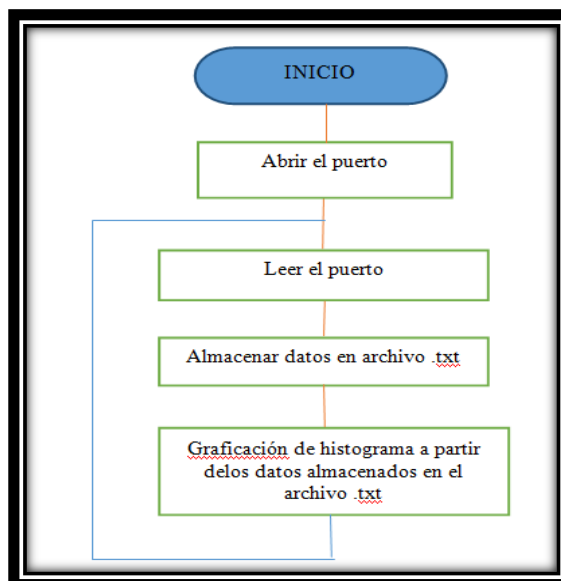 INICIO
Abrir el puerto
Leer el puerto
Almacenar datos en archivo .txt
Graficación de histograma a partir
delos datos almacenados en el
archivo .txt